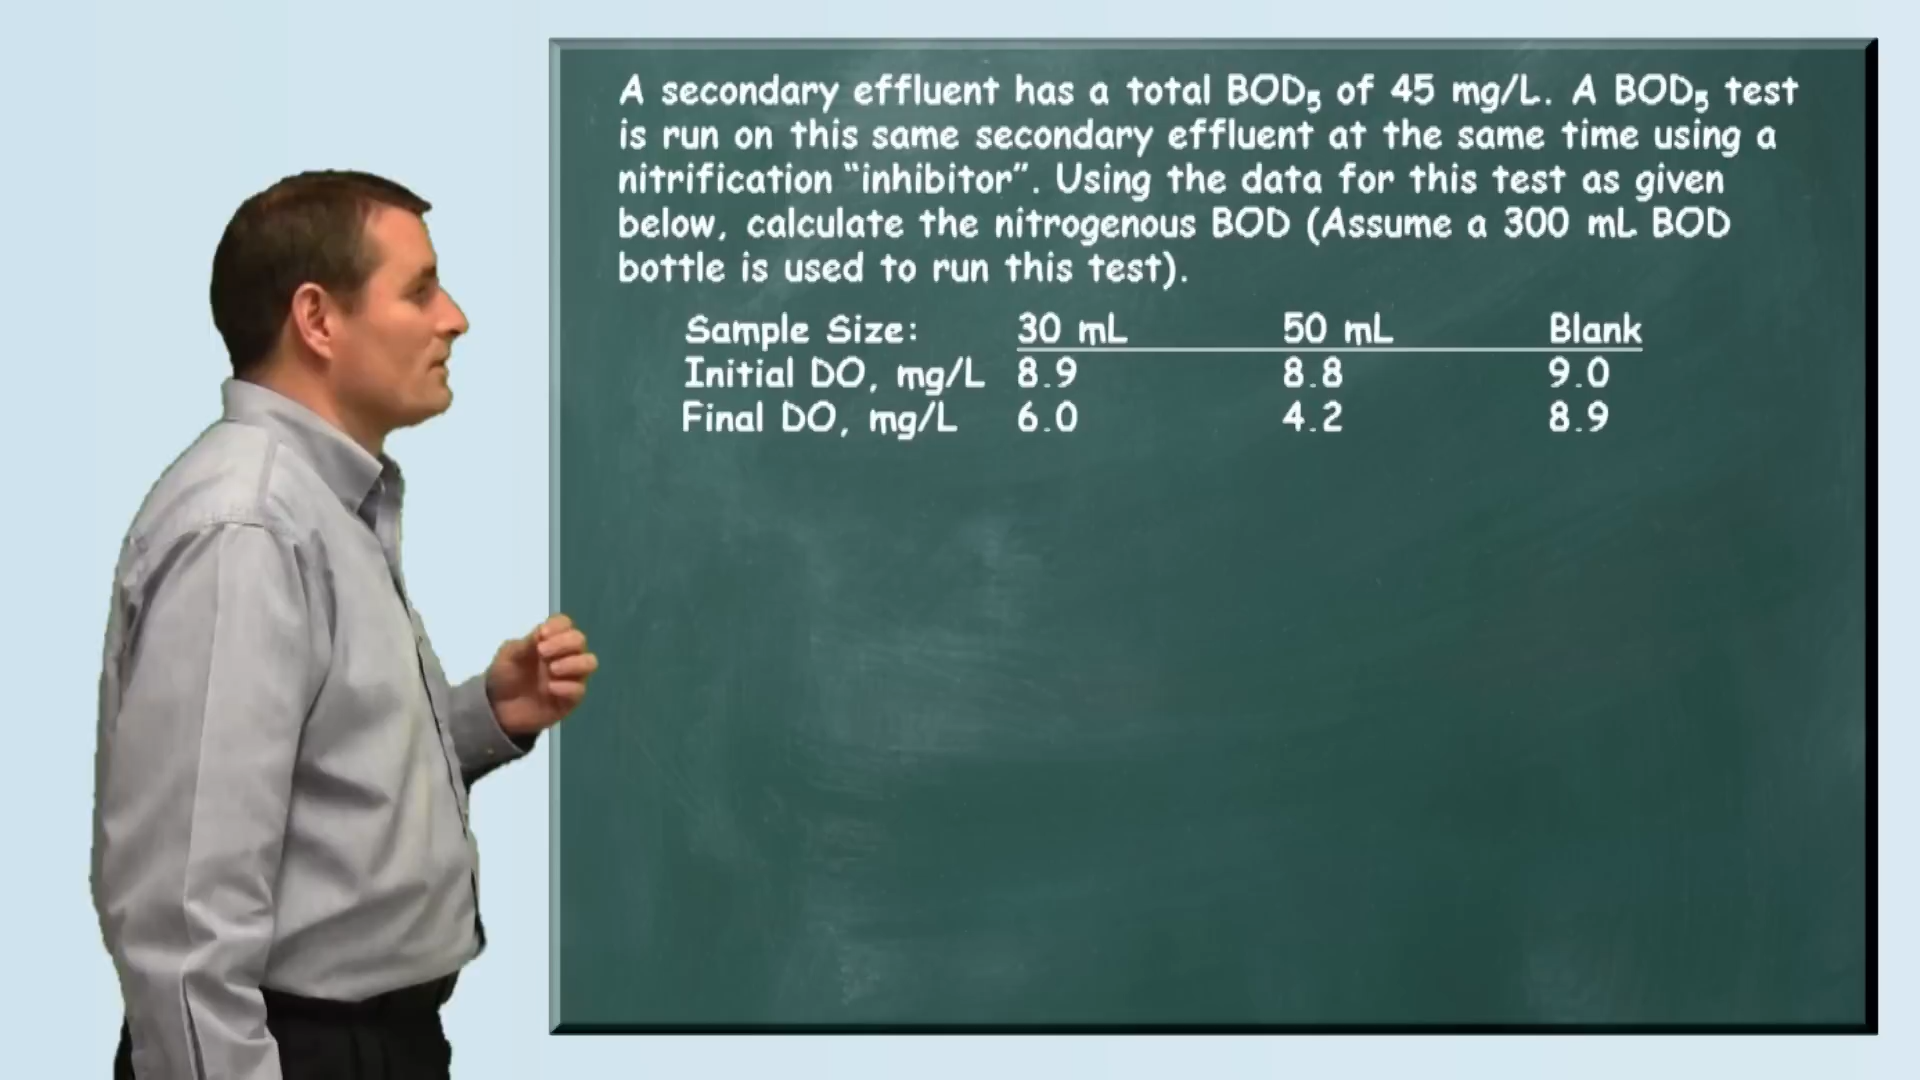 A secondary effluent has a total BOD₅ of 45 mg/L. A BOD₅ test
is run on this same secondary effluent at the same time using a
nitrification “inhibitor”. Using the data for this test as given
below, calculate the nitrogenous BOD (Assume a 300 mL BOD
bottle is used to run this test).
Sample Size: 30 mL 50 mL Blank
Initial DO, mg/L 8.9 8.8 9.0
Final DO, mg/L 6.0 4.2 8.9